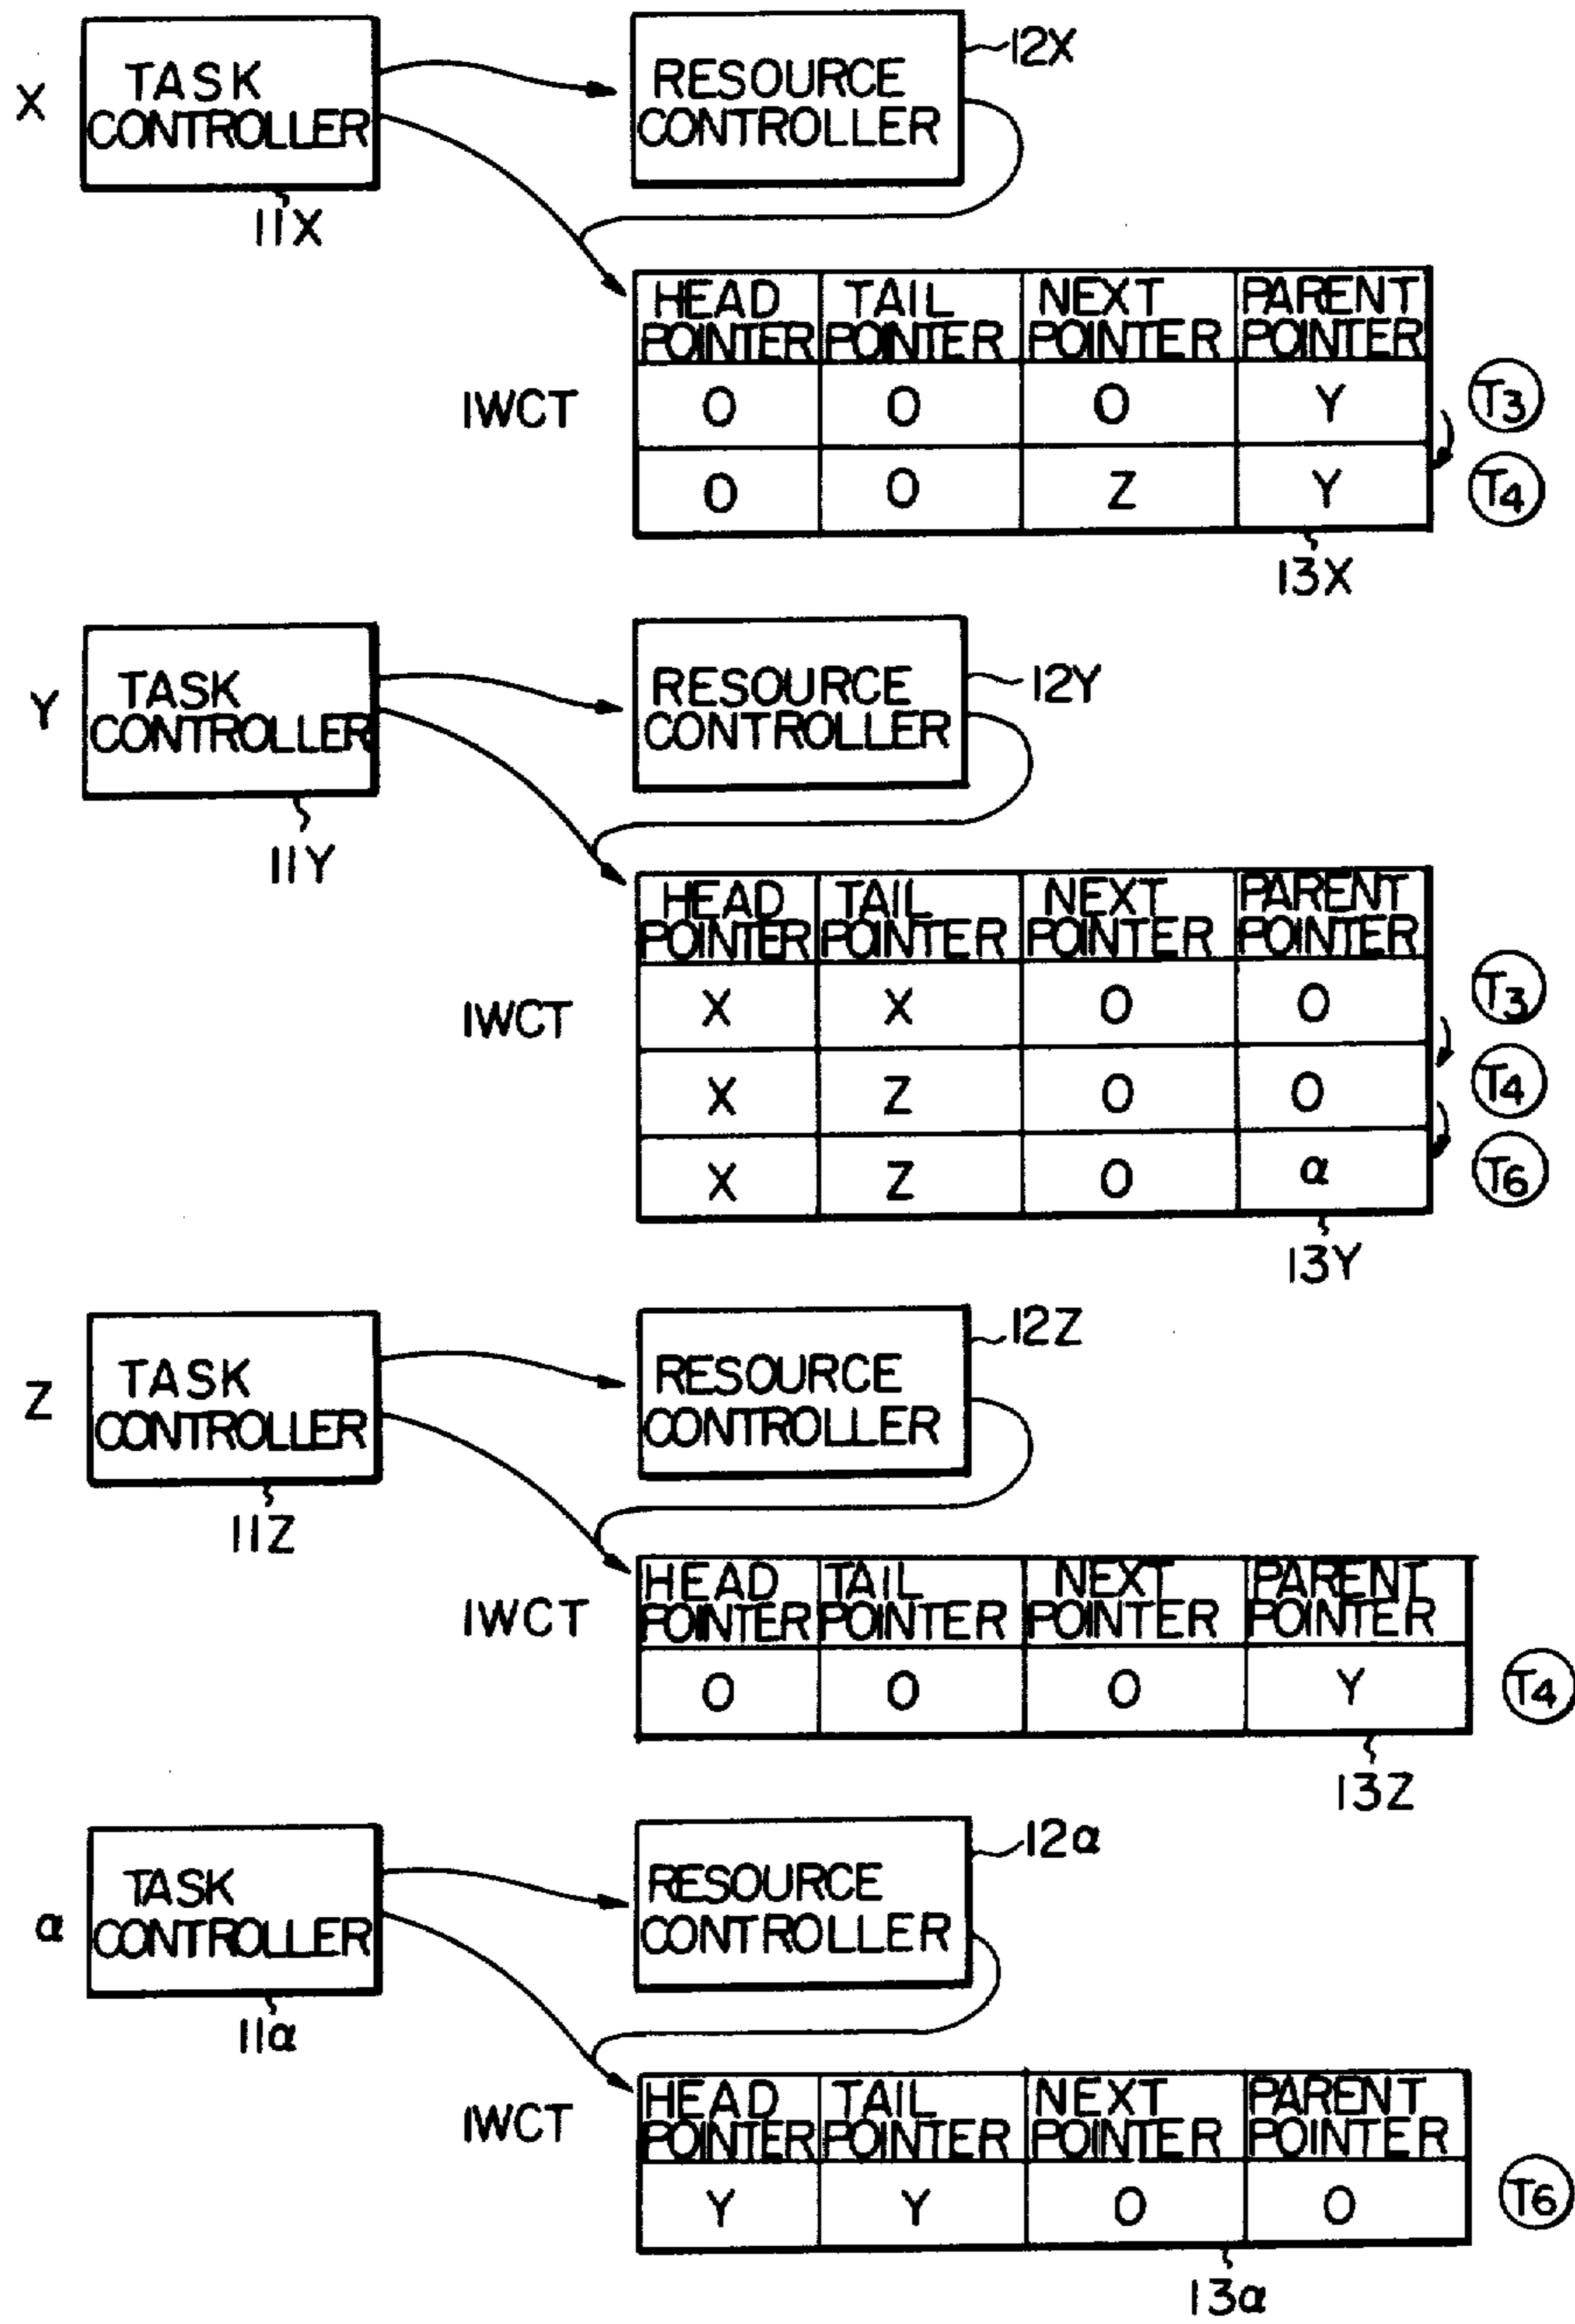 X
TASK
CONTROLLER
11X
RESOURCE
CONTROLLER
12X
IWCT
HEAD POINTER TAIL POINTER NEXT POINTER PARENT POINTER
0 0 0 Y T3
0 0 Z Y T4
13X
Y
TASK
CONTROLLER
11Y
RESOURCE
CONTROLLER
12Y
IWCT
HEAD POINTER TAIL POINTER NEXT POINTER PARENT POINTER
X X 0 0 T3
X Z 0 0 T4
X Z 0 α T6
13Y
Z
TASK
CONTROLLER
11Z
RESOURCE
CONTROLLER
12Z
IWCT
HEAD POINTER TAIL POINTER NEXT POINTER PARENT POINTER
0 0 0 Y T4
13Z
α
TASK
CONTROLLER
11α
RESOURCE
CONTROLLER
12α
IWCT
HEAD POINTER TAIL POINTER NEXT POINTER PARENT POINTER
Y Y 0 0 T6
13α